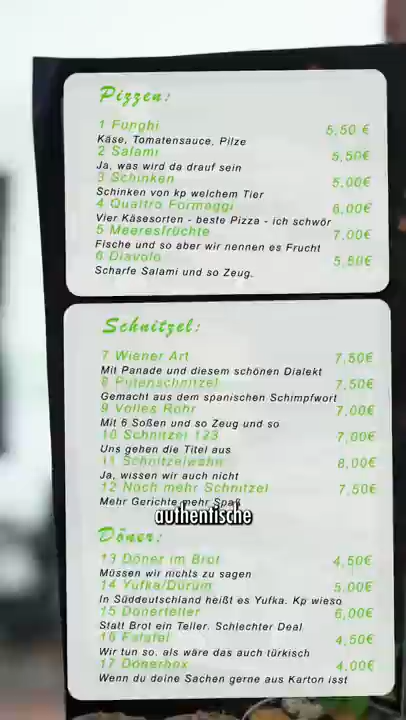 Pizzen:
1 Funghi 5,50 €
Käse, Tomatensauce, Pilze
2 Salami 5,50€
Ja, was wird da drauf sein
3 Schinken 5,00€
Schinken von kp welchem Tier
4 Quattro Formaggi 6,00€
Vier Käsesorten - beste Pizza - ich schwör
5 Meeresfrüchte 7,00€
Fische und so aber wir nennen es Frucht
6 Diavolo 5,50€
Scharfe Salami und so Zeug.
Schnitzel:
7 Wiener Art 7,50€
Mit Panade und diesem schönen Dialekt
8 Putenschnitzel 7,50€
Gemacht aus dem spanischen Schimpfwort
9 Volles Rohr 7,00€
Mit 6 Soßen und so Zeug und so
10 Schnitzel 123 7,00€
Uns gehen die Titel aus
11 Schnitzelwahn 8,00€
Ja, wissen wir auch nicht
12 Noch mehr Schnitzel 7,50€
Mehr Gerichte mehr Spaß
authentische
Döner:
13 Döner im Brot 4,50€
Müssen wir nichts zu sagen
14 Yufka/Dürüm 5,00€
In Süddeutschland heißt es Yufka. Kp wieso
15 Dönerteller 6,00€
Statt Brot ein Teller. Schlechter Deal
16 Falafel 4,50€
Wir tun so, als wäre das auch türkisch
17 Dönerbox 4,00€
Wenn du deine Sachen gerne aus Karton isst